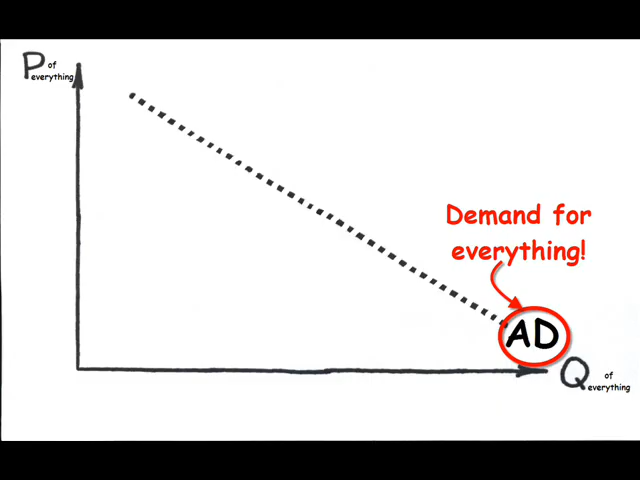 P of
everything
Demand for
everything!
AD
Q of
everything